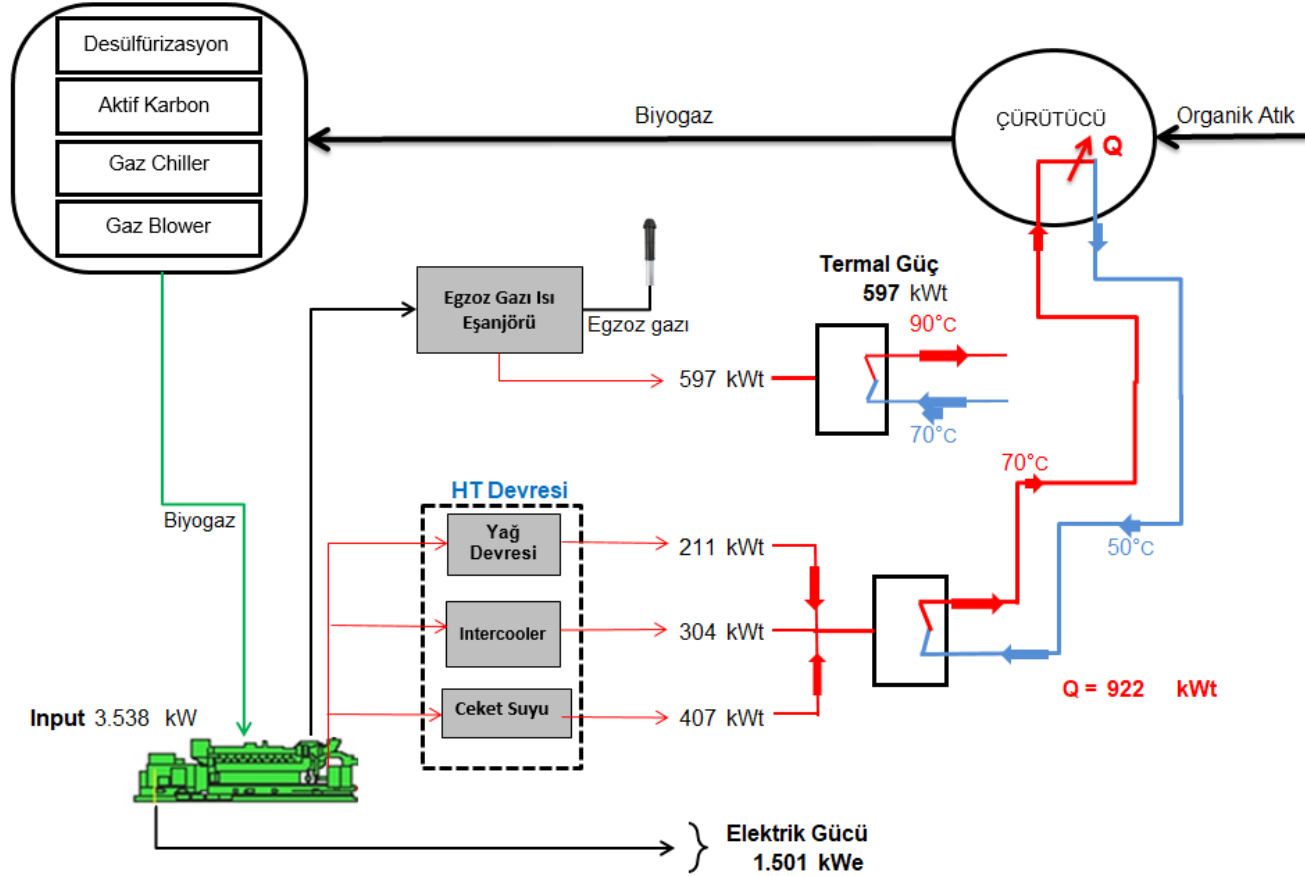 Desülfürizasyon
Aktif Karbon
Gaz Chiller
Gaz Blower
Biyogaz
ÇÜRÜTÜCÜ
Q
Organik Atık
Egzoz Gazı Isı
Eşanjörü
Egzoz gazı
Termal Güç
597 kWt
90°C
70°C
597 kWt
Biyogaz
HT Devresi
Yağ
Devresi
211 kWt
Intercooler
304 kWt
Ceket Suyu
407 kWt
70°C
50°C
Q = 922 kWt
Input 3.538 kW
Elektrik Gücü
1.501 kWe